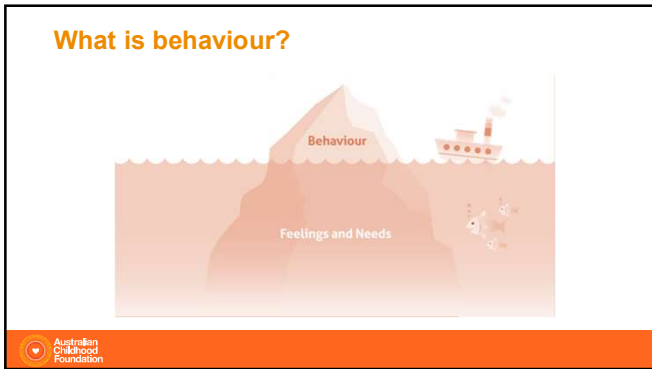 What is behaviour?
Behaviour
Feelings and Needs
Australian
Childhood
Foundation